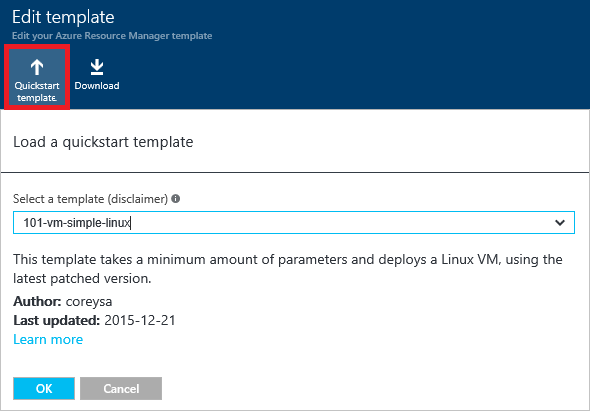 Edit template
Edit your Azure Resource Manager template
Quickstart
template
Download
Load a quickstart template
Select a template (disclaimer)
101-vm-simple-linux
This template takes a minimum amount of parameters and deploys a Linux VM, using the
latest patched version.
Author: coreysa
Last updated: 2015-12-21
Learn more
OK
Cancel